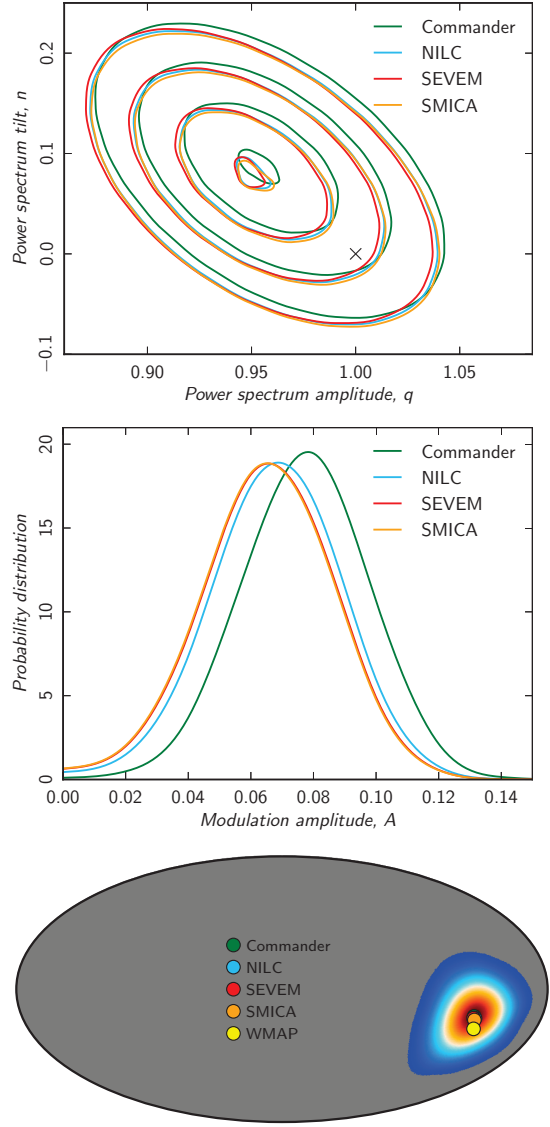 Commander
NILC
SEVEM
SMICA
0.2
0.1
0.0
−0.1
Power spectrum tilt, n
0.90 0.95 1.00 1.05
Power spectrum amplitude, q
Commander
NILC
SEVEM
SMICA
20
15
10
5
0
Probability distribution
0.00 0.02 0.04 0.06 0.08 0.10 0.12 0.14
Modulation amplitude, A
Commander
NILC
SEVEM
SMICA
WMAP